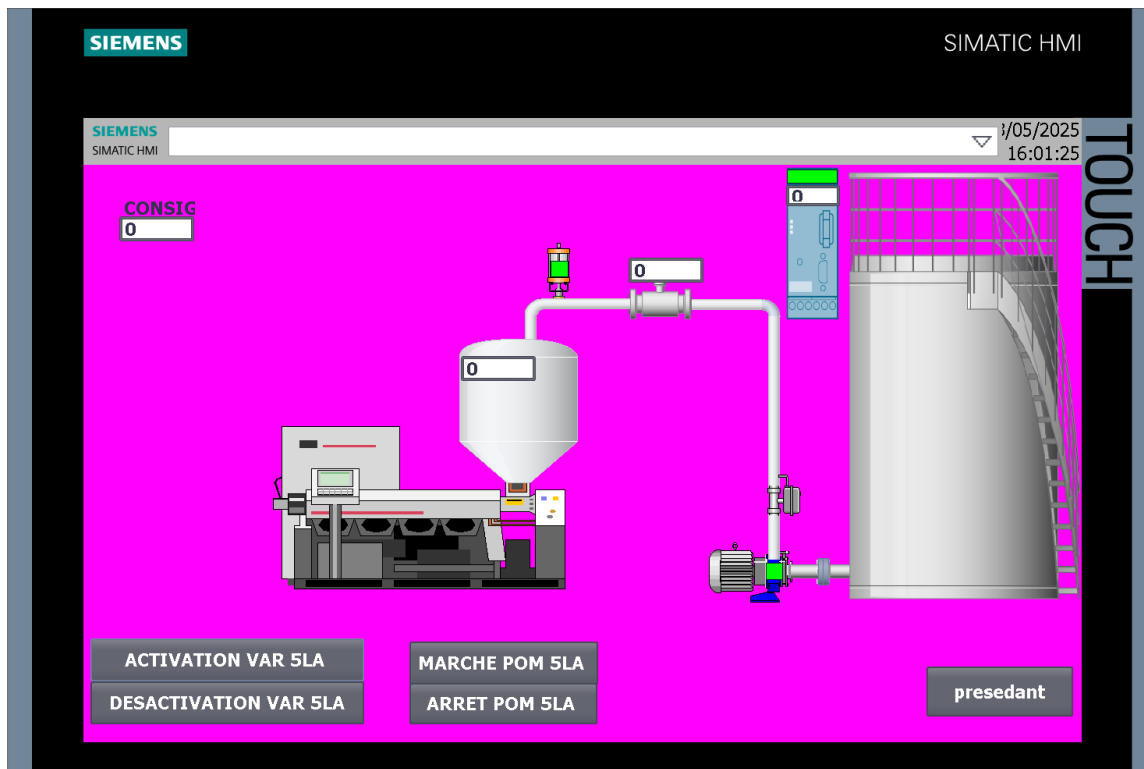 SIEMENS
SIMATIC HMI
TOUCH
SIEMENS
SIMATIC HMI
/05/2025
16:01:25
CONSIG
0
0
0
0
ACTIVATION VAR 5LA
DESACTIVATION VAR 5LA
MARCHE POM 5LA
ARRET POM 5LA
presedant